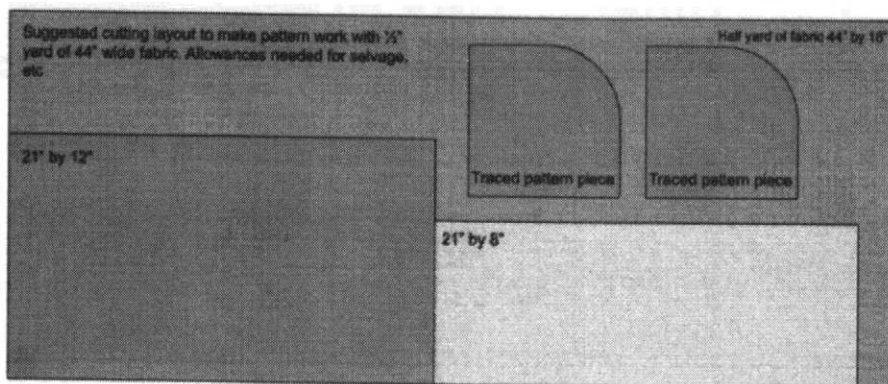 Suggested cutting layout to make pattern work with ½"
yard of 44" wide fabric. Allowances needed for selvage,
etc
Half yard of fabric 44" by 18"
21" by 12"
Traced pattern piece
Traced pattern piece
21" by 8"